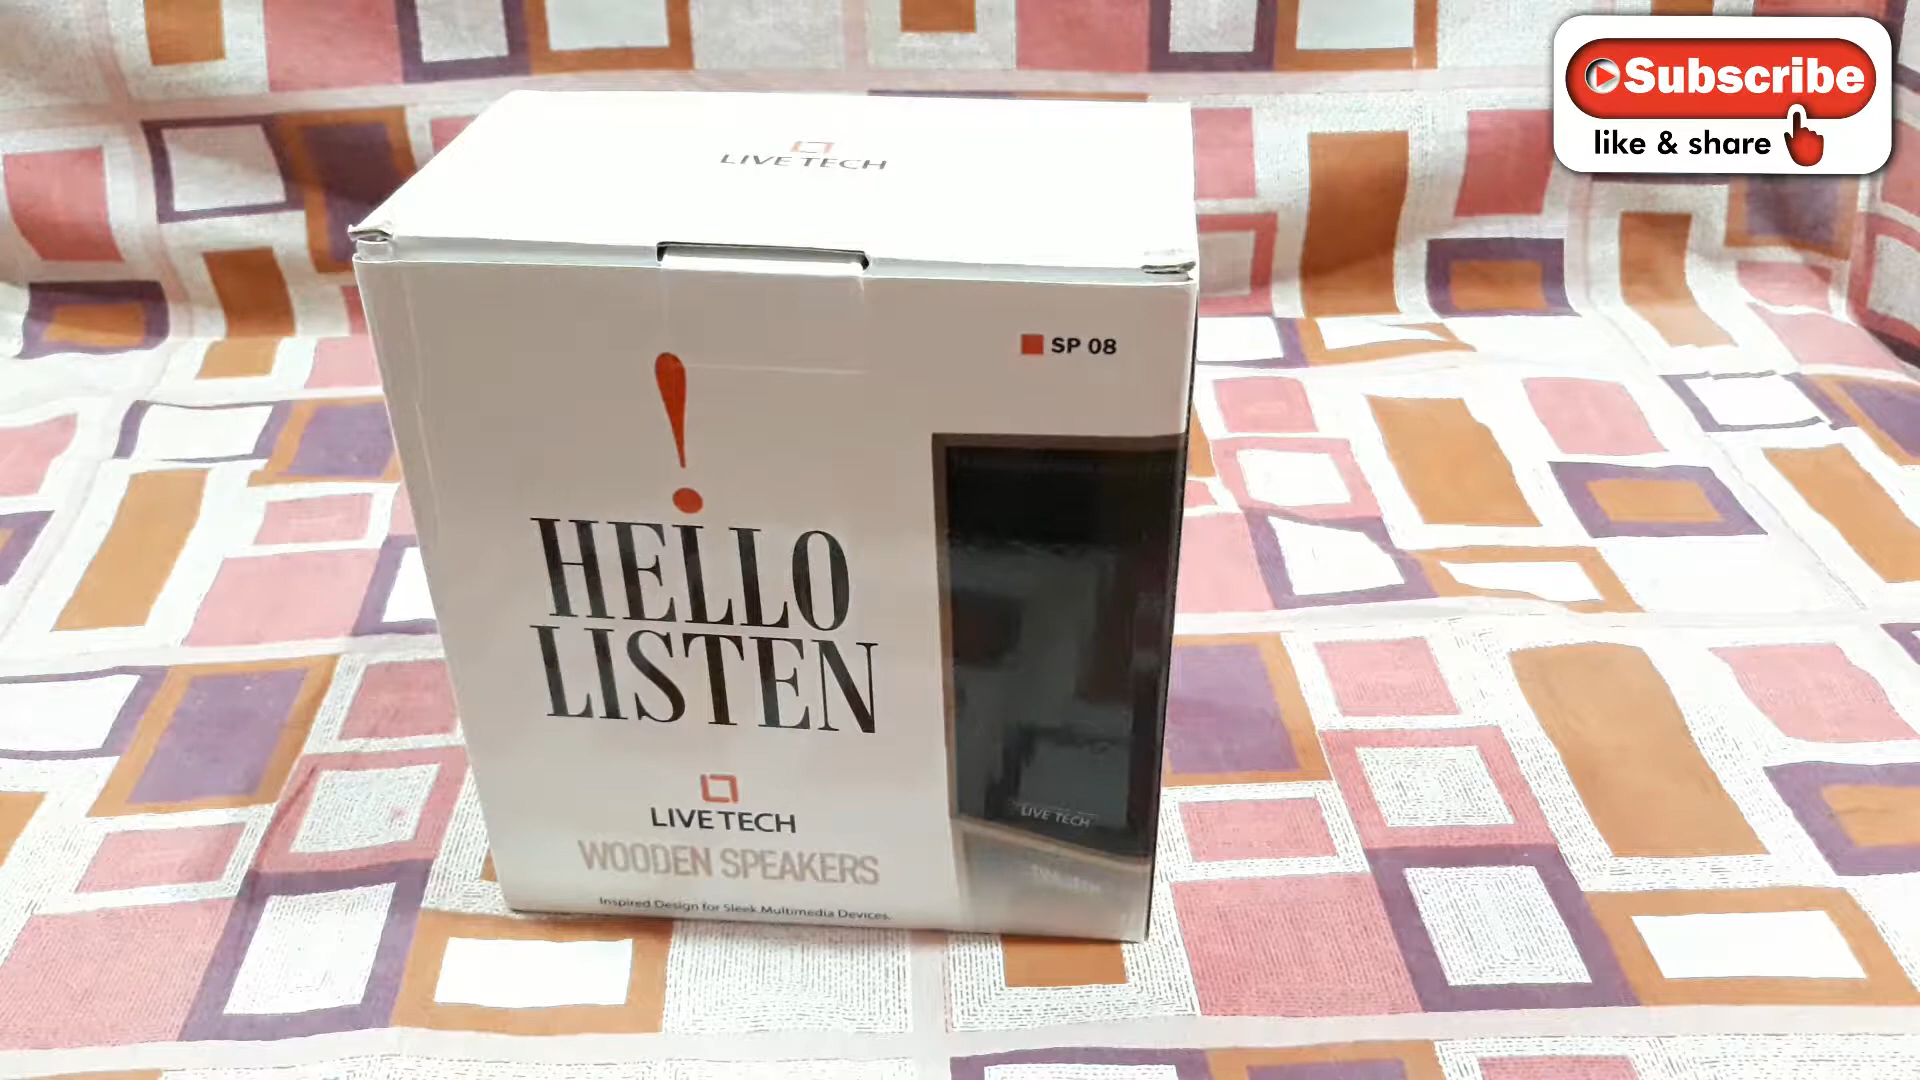 Subscribe
like & share
LIVE TECH
SP 08
!
HELLO
LISTEN
LIVE TECH
WOODEN SPEAKERS
Inspired Design for Sleek Multimedia Devices.
LIVE TECH